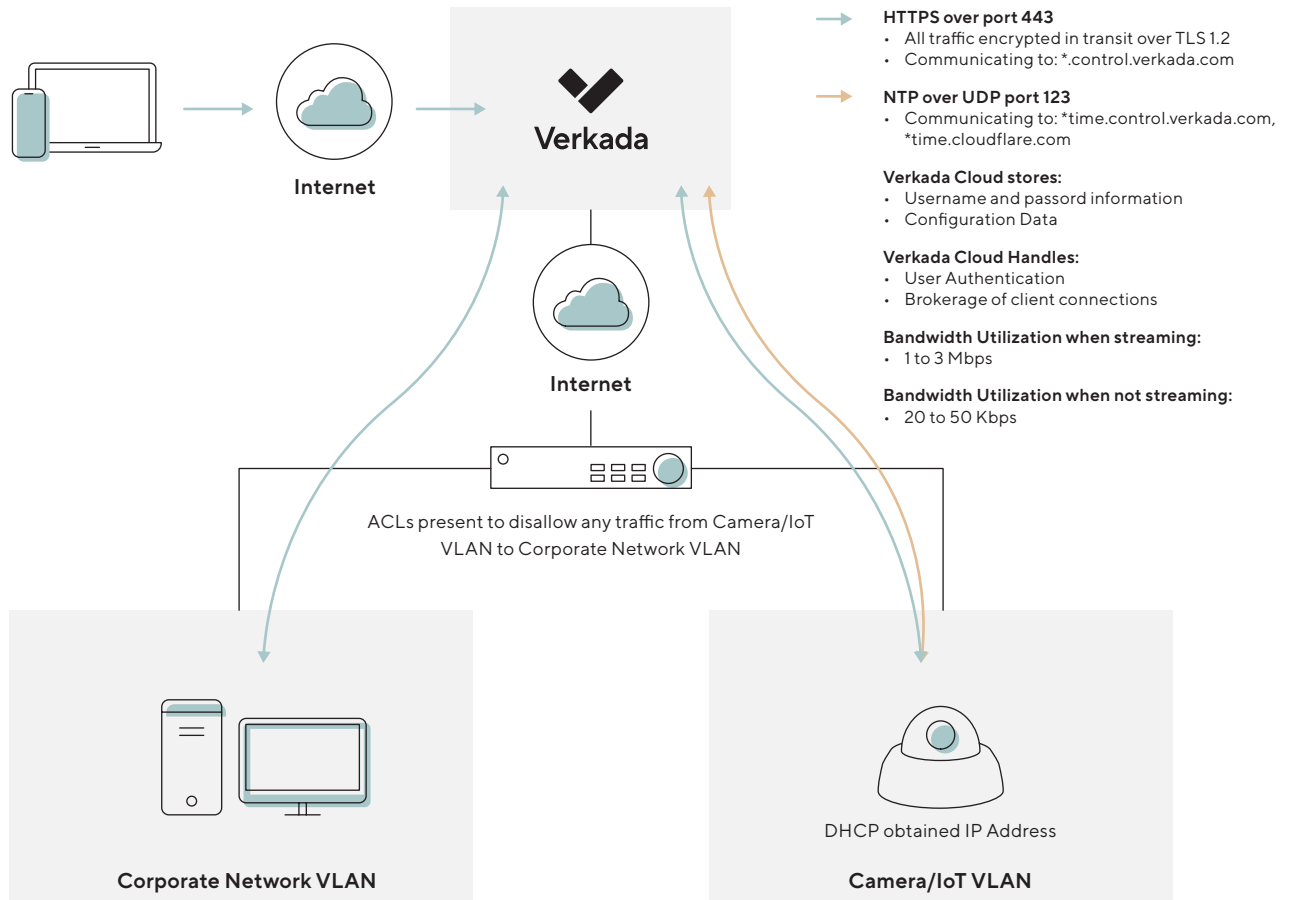 HTTPS over port 443
• All traffic encrypted in transit over TLS 1.2
• Communicating to: *.control.verkada.com
NTP over UDP port 123
• Communicating to: *time.control.verkada.com,
*time.cloudflare.com
Verkada Cloud stores:
• Username and passord information
• Configuration Data
Verkada Cloud Handles:
• User Authentication
• Brokerage of client connections
Bandwidth Utilization when streaming:
• 1 to 3 Mbps
Bandwidth Utilization when not streaming:
• 20 to 50 Kbps
Verkada
Internet
Internet
ACLs present to disallow any traffic from Camera/IoT
VLAN to Corporate Network VLAN
DHCP obtained IP Address
Corporate Network VLAN
Camera/IoT VLAN